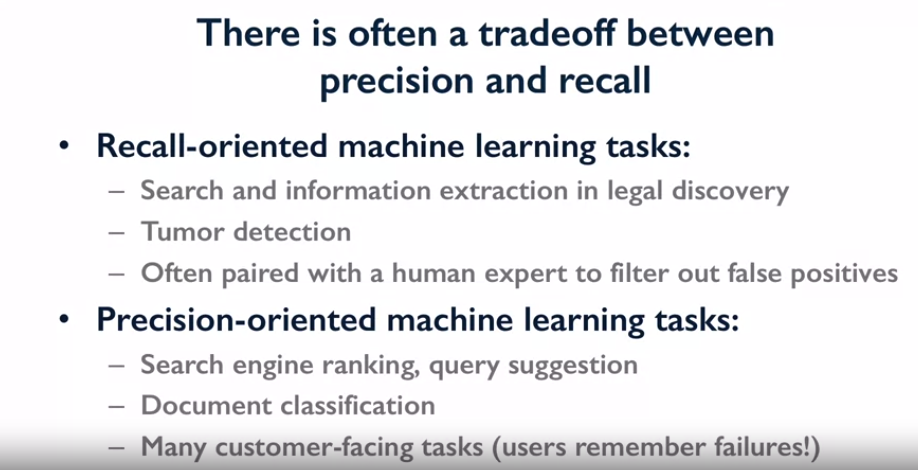 There is often a tradeoff between
precision and recall
• Recall-oriented machine learning tasks:
– Search and information extraction in legal discovery
– Tumor detection
– Often paired with a human expert to filter out false positives
• Precision-oriented machine learning tasks:
– Search engine ranking, query suggestion
– Document classification
– Many customer-facing tasks (users remember failures!)